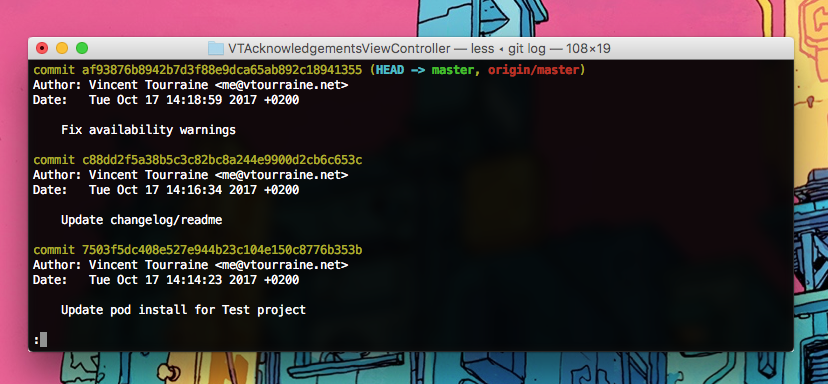 VTAcknowledgementsViewController — less ◂ git log — 108×19
commit af93876b8942b7d3f88e9dca65ab892c18941355 (HEAD -> master, origin/master)
Author: Vincent Tourraine <me@vtourraine.net>
Date:   Tue Oct 17 14:18:59 2017 +0200
Fix availability warnings
commit c88dd2f5a38b5c3c82bc8a244e9900d2cb6c653c
Author: Vincent Tourraine <me@vtourraine.net>
Date:   Tue Oct 17 14:16:34 2017 +0200
Update changelog/readme
commit 7503f5dc408e527e944b23c104e150c8776b353b
Author: Vincent Tourraine <me@vtourraine.net>
Date:   Tue Oct 17 14:14:23 2017 +0200
Update pod install for Test project
: